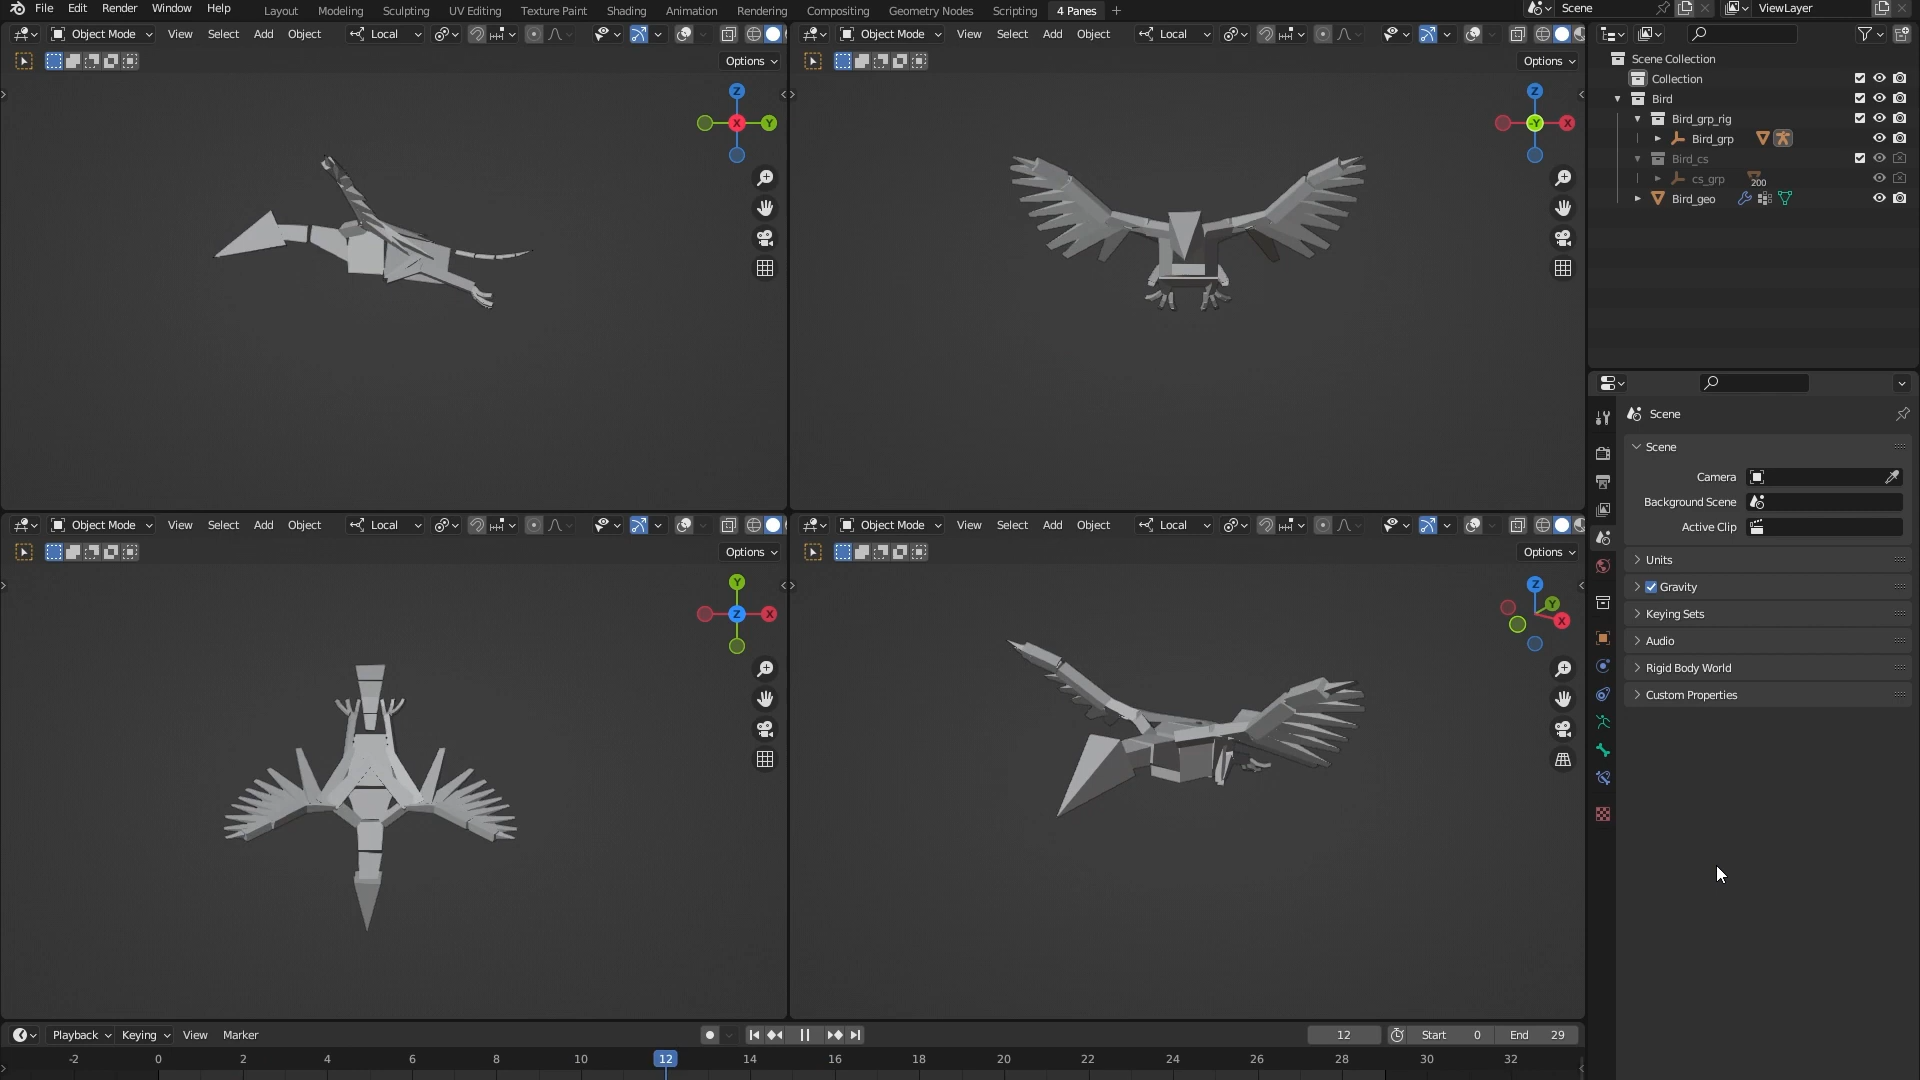 File Edit Render Window Help Layout Modeling Sculpting UV Editing Texture Paint Shading Animation Rendering Compositing Geometry Nodes Scripting 4 Panes + Scene ViewLayer
Object Mode View Select Add Object Local
Object Mode View Select Add Object Local
Options
Options
Z
X
Y
Z
-Y
X
Scene Collection
Collection
Bird
Bird_grp_rig
Bird_grp
Bird_cs
cs_grp 200
Bird_geo
Scene
Scene
Camera
Background Scene
Active Clip
Units
Gravity
Keying Sets
Audio
Rigid Body World
Custom Properties
Object Mode View Select Add Object Local
Object Mode View Select Add Object Local
Options
Options
Y
Z
X
Z
Y
X
Playback Keying View Marker 12 Start 0 End 29
-2 0 2 4 6 8 10 12 14 16 18 20 22 24 26 28 30 32